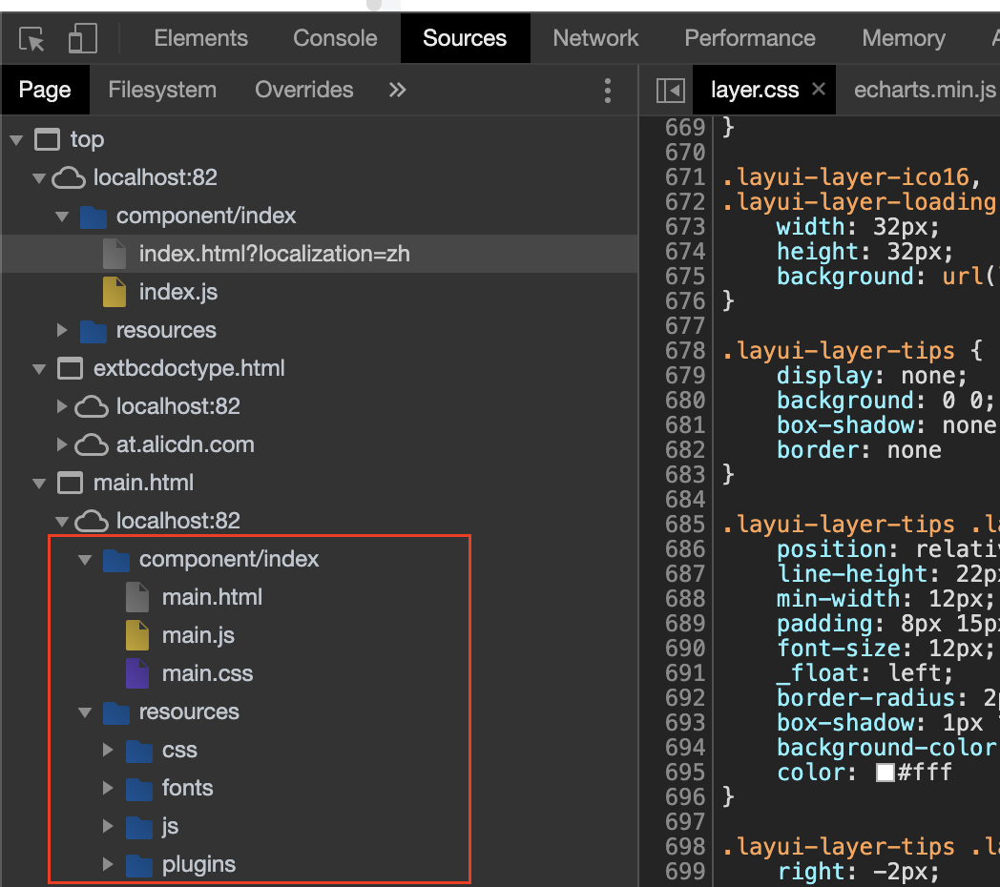 Elements Console Sources Network Performance Memory
Page Filesystem Overrides »
layer.css × echarts.min.js
top
localhost:82
component/index
index.html?localization=zh
index.js
resources
extbcdoctype.html
localhost:82
at.alicdn.com
main.html
localhost:82
component/index
main.html
main.js
main.css
resources
css
fonts
js
plugins
669 }
670
671 .layui-layer-ico16,
672 .layui-layer-loading
673 width: 32px;
674 height: 32px;
675 background: url(
676 }
677
678 .layui-layer-tips {
679 display: none;
680 background: 0 0;
681 box-shadow: none
682 border: none
683 }
684
685 .layui-layer-tips .la
686 position: relativ
687 line-height: 22px
688 min-width: 12px;
689 padding: 8px 15px
690 font-size: 12px;
691 _float: left;
692 border-radius: 2p
693 box-shadow: 1px
694 background-color
695 color: #fff
696 }
697
698 .layui-layer-tips .la
699 right: -2px;